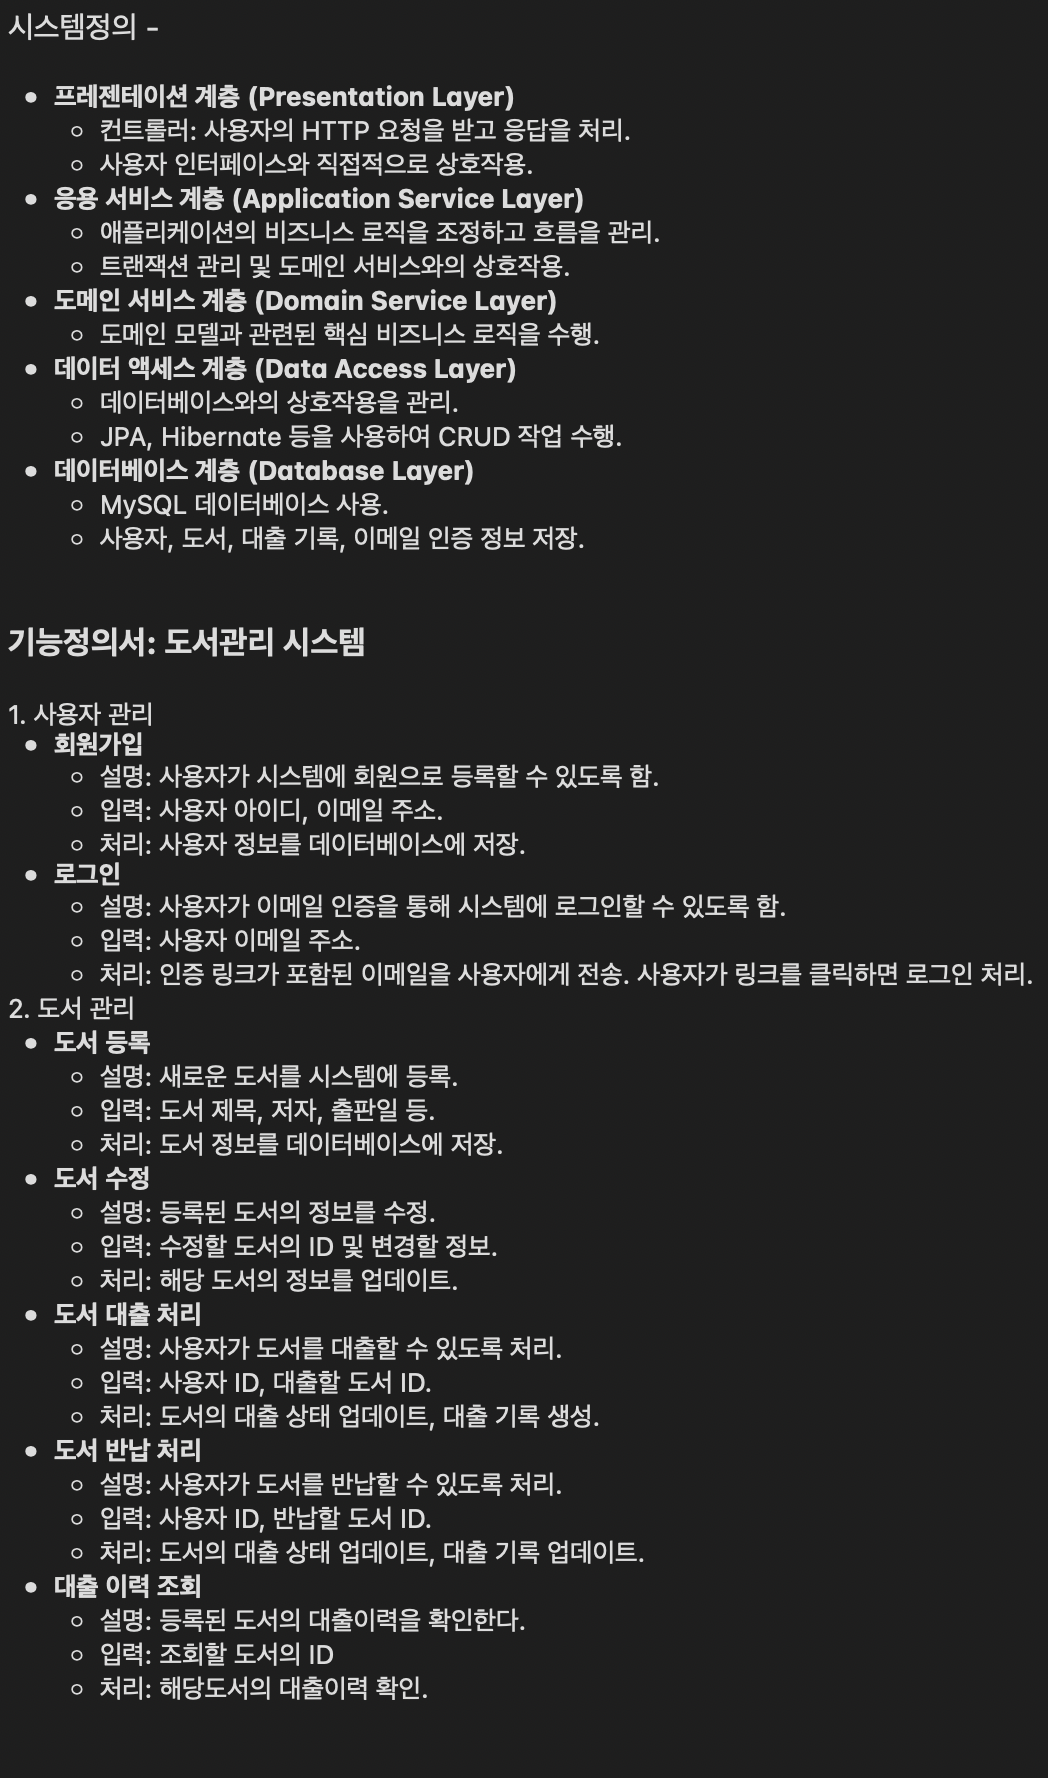 시스템정의 -
• 프레젠테이션 계층 (Presentation Layer)
◦ 컨트롤러: 사용자의 HTTP 요청을 받고 응답을 처리.
◦ 사용자 인터페이스와 직접적으로 상호작용.
• 응용 서비스 계층 (Application Service Layer)
◦ 애플리케이션의 비즈니스 로직을 조정하고 흐름을 관리.
◦ 트랜잭션 관리 및 도메인 서비스와의 상호작용.
• 도메인 서비스 계층 (Domain Service Layer)
◦ 도메인 모델과 관련된 핵심 비즈니스 로직을 수행.
• 데이터 액세스 계층 (Data Access Layer)
◦ 데이터베이스와의 상호작용을 관리.
◦ JPA, Hibernate 등을 사용하여 CRUD 작업 수행.
• 데이터베이스 계층 (Database Layer)
◦ MySQL 데이터베이스 사용.
◦ 사용자, 도서, 대출 기록, 이메일 인증 정보 저장.
기능정의서: 도서관리 시스템
1. 사용자 관리
• 회원가입
◦ 설명: 사용자가 시스템에 회원으로 등록할 수 있도록 함.
◦ 입력: 사용자 아이디, 이메일 주소.
◦ 처리: 사용자 정보를 데이터베이스에 저장.
• 로그인
◦ 설명: 사용자가 이메일 인증을 통해 시스템에 로그인할 수 있도록 함.
◦ 입력: 사용자 이메일 주소.
◦ 처리: 인증 링크가 포함된 이메일을 사용자에게 전송. 사용자가 링크를 클릭하면 로그인 처리.
2. 도서 관리
• 도서 등록
◦ 설명: 새로운 도서를 시스템에 등록.
◦ 입력: 도서 제목, 저자, 출판일 등.
◦ 처리: 도서 정보를 데이터베이스에 저장.
• 도서 수정
◦ 설명: 등록된 도서의 정보를 수정.
◦ 입력: 수정할 도서의 ID 및 변경할 정보.
◦ 처리: 해당 도서의 정보를 업데이트.
• 도서 대출 처리
◦ 설명: 사용자가 도서를 대출할 수 있도록 처리.
◦ 입력: 사용자 ID, 대출할 도서 ID.
◦ 처리: 도서의 대출 상태 업데이트, 대출 기록 생성.
• 도서 반납 처리
◦ 설명: 사용자가 도서를 반납할 수 있도록 처리.
◦ 입력: 사용자 ID, 반납할 도서 ID.
◦ 처리: 도서의 대출 상태 업데이트, 대출 기록 업데이트.
• 대출 이력 조회
◦ 설명: 등록된 도서의 대출이력을 확인한다.
◦ 입력: 조회할 도서의 ID
◦ 처리: 해당도서의 대출이력 확인.